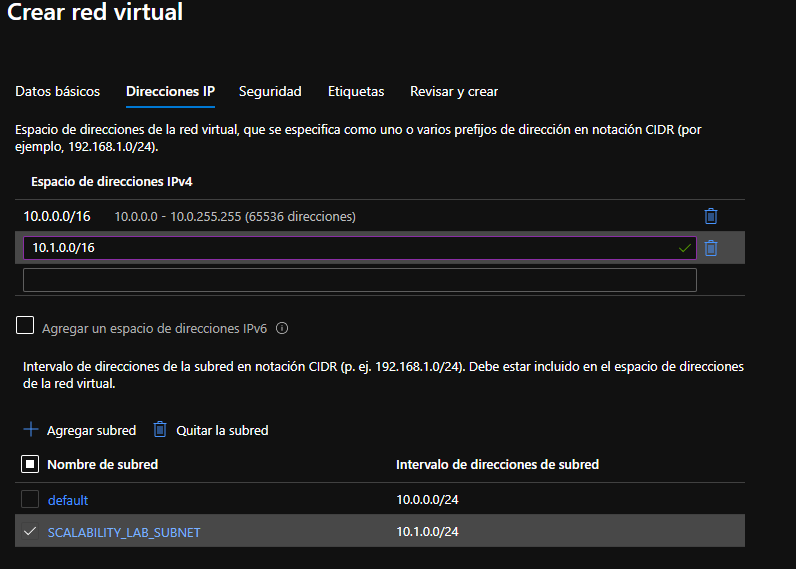 Crear red virtual
Datos básicos Direcciones IP Seguridad Etiquetas Revisar y crear
Espacio de direcciones de la red virtual, que se especifica como uno o varios prefijos de dirección en notación CIDR (por
ejemplo, 192.168.1.0/24).
Espacio de direcciones IPv4
10.0.0.0/16 10.0.0.0 - 10.0.255.255 (65536 direcciones)
10.1.0.0/16
Agregar un espacio de direcciones IPv6
Intervalo de direcciones de la subred en notación CIDR (p. ej. 192.168.1.0/24). Debe estar incluido en el espacio de direcciones
de la red virtual.
Agregar subred Quitar la subred
Nombre de subred Intervalo de direcciones de subred
default 10.0.0.0/24
SCALABILITY_LAB_SUBNET 10.1.0.0/24